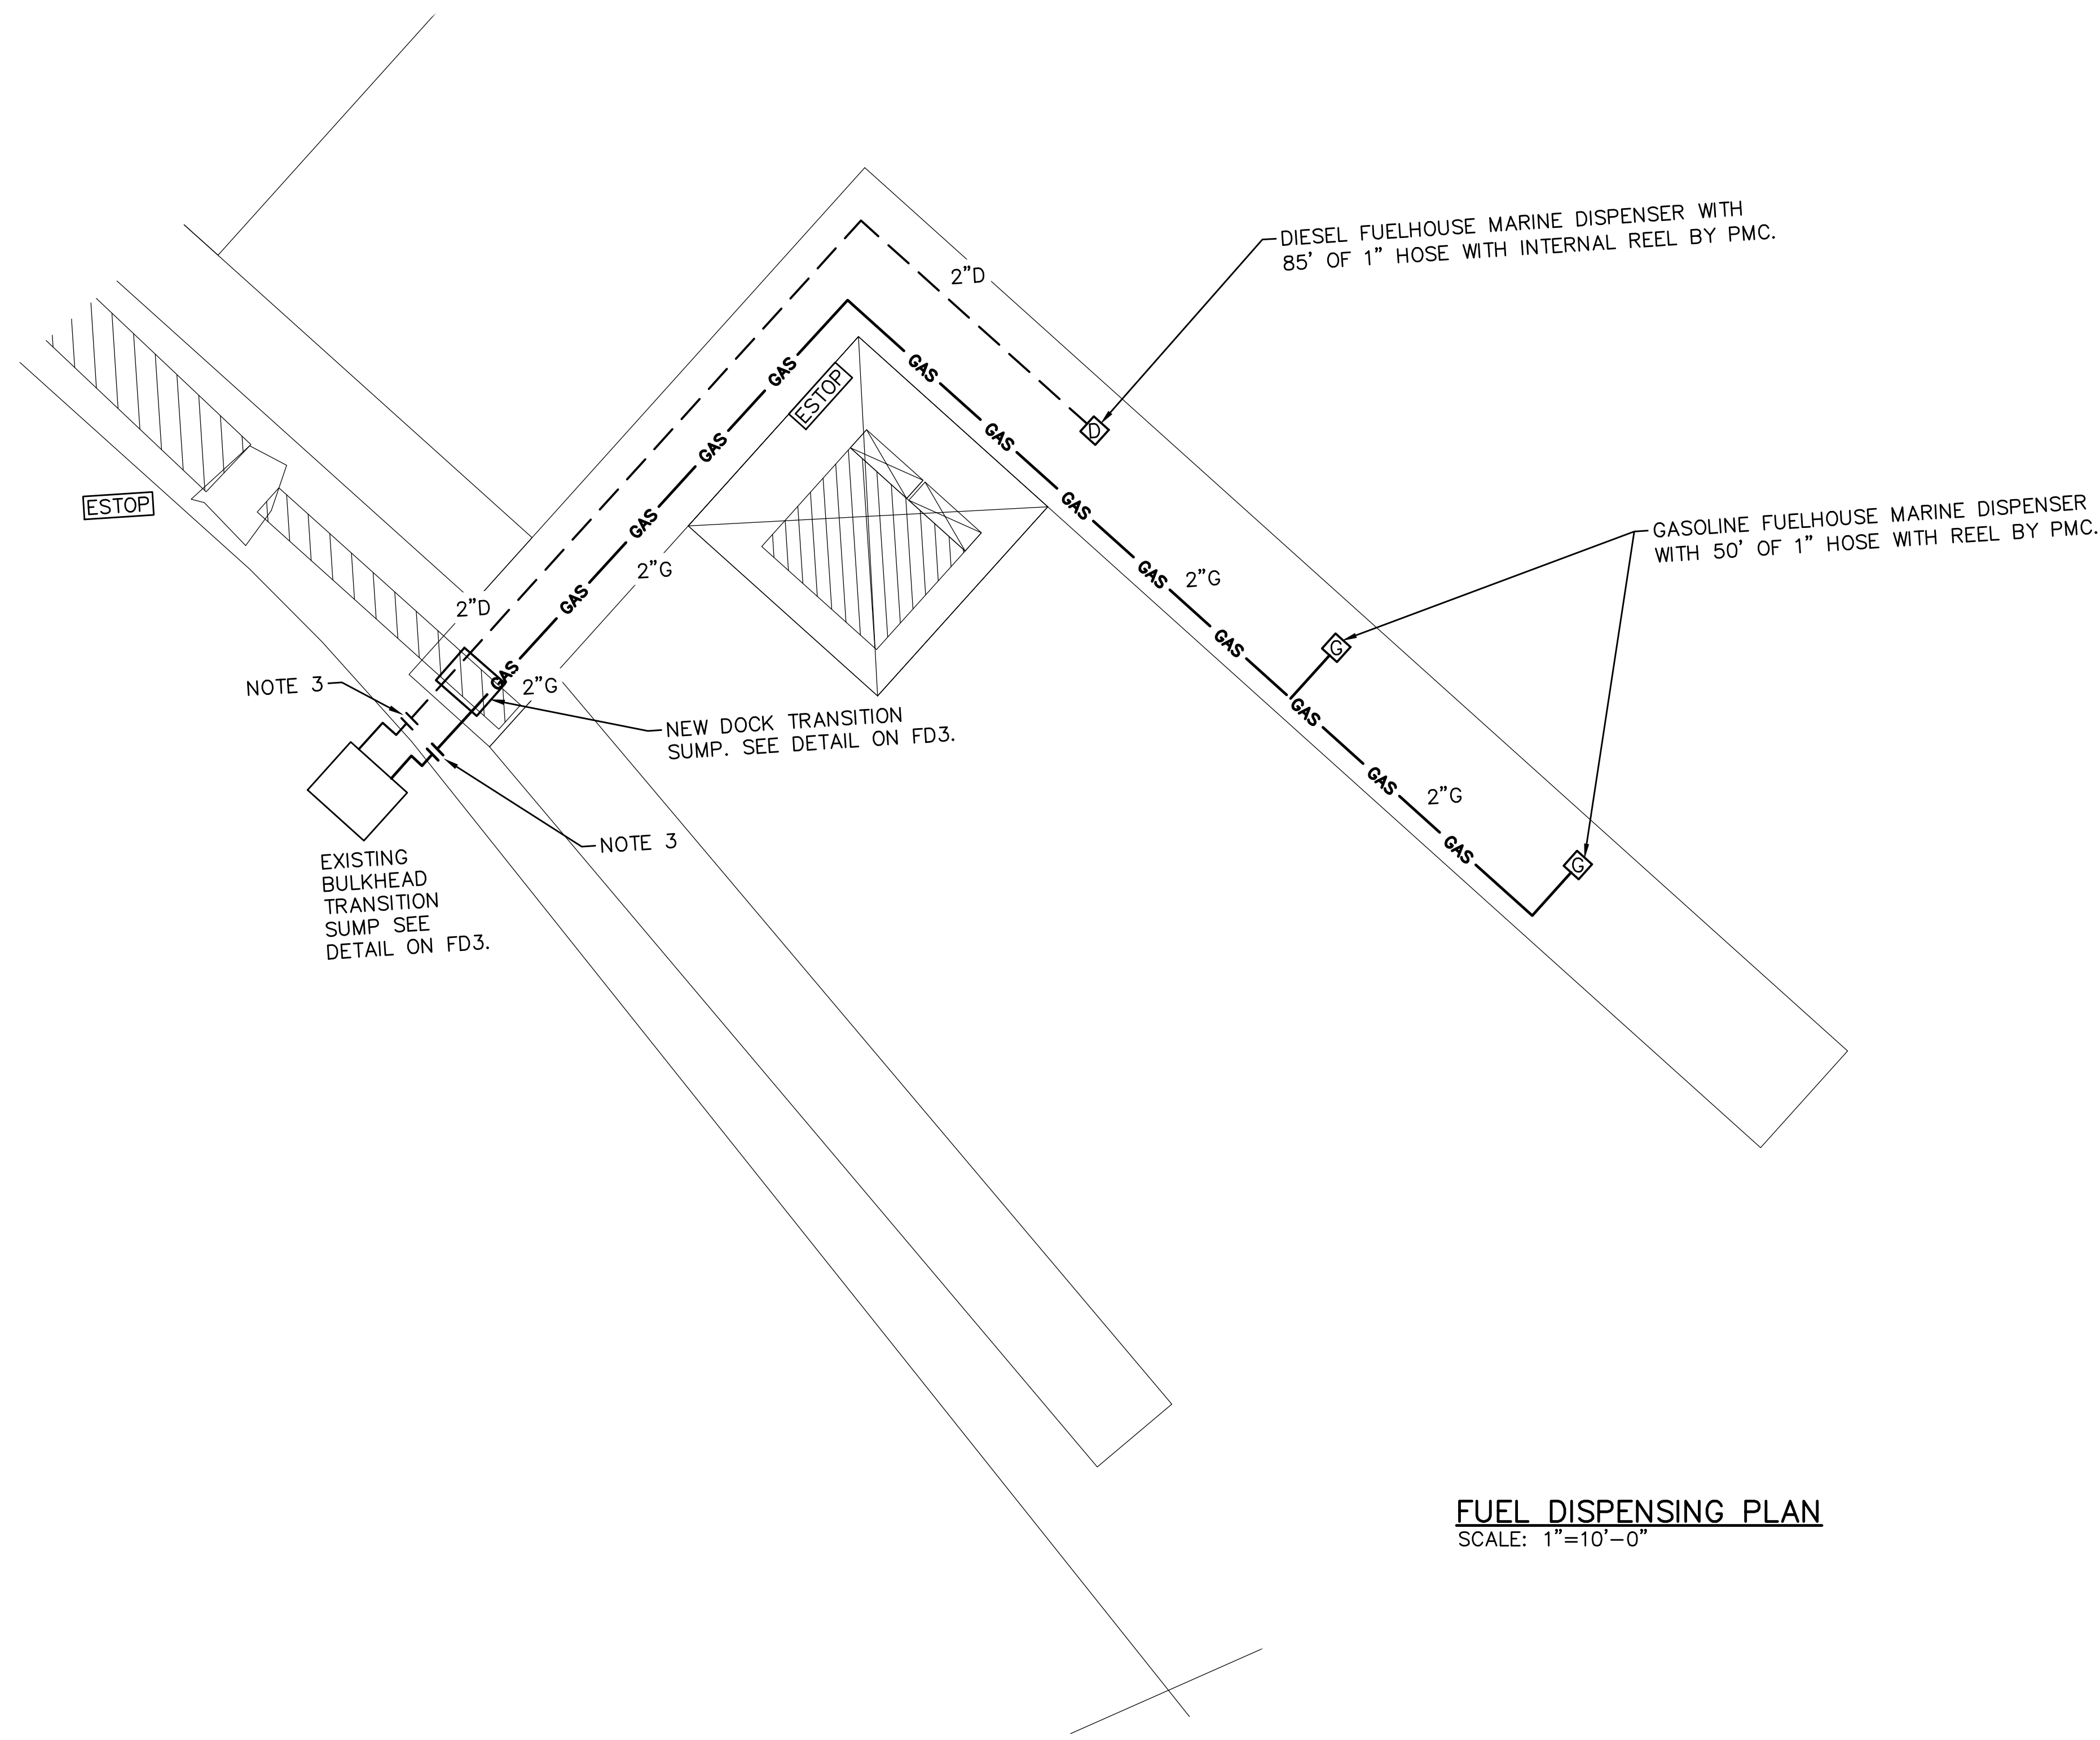 DIESEL FUELHOUSE MARINE DISPENSER WITH
85' OF 1" HOSE WITH INTERNAL REEL BY PMC.
2"D
GAS
GAS
ESTOP
D
GAS
GAS
ESTOP
GAS
GASOLINE FUELHOUSE MARINE DISPENSER
WITH 50' OF 1" HOSE WITH REEL BY PMC.
GAS
2"G
GAS
2"G
GAS
2"D
GAS
G
GAS
2"G
NOTE 3
GAS
NEW DOCK TRANSITION
SUMP. SEE DETAIL ON FD3.
GAS
2"G
NOTE 3
GAS
G
EXISTING
BULKHEAD
TRANSITION
SUMP SEE
DETAIL ON FD3.
FUEL DISPENSING PLAN
SCALE: 1"=10'-0"